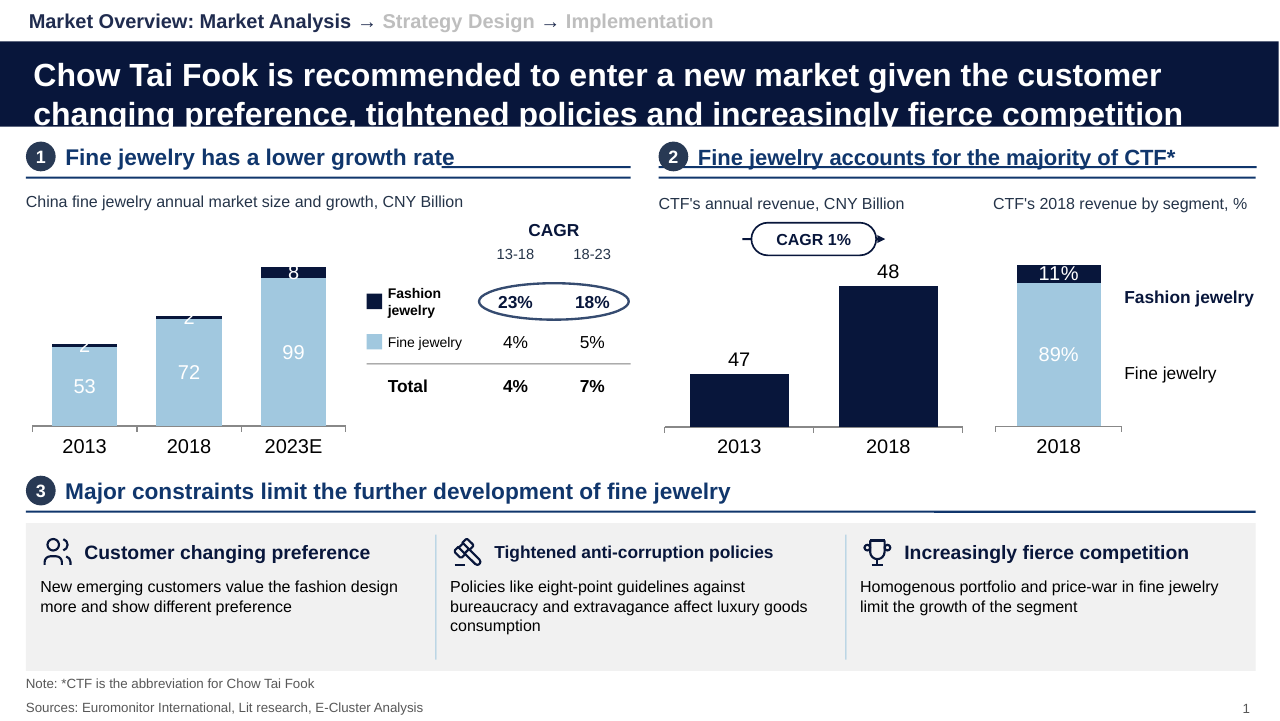 Market Overview: Market Analysis → Strategy Design → Implementation
Chow Tai Fook is recommended to enter a new market given the customer
changing preference, tightened policies and increasingly fierce competition
1 Fine jewelry has a lower growth rate
China fine jewelry annual market size and growth, CNY Billion
CAGR
13-18 18-23
Fashion
jewelry
23% 18%
Fine jewelry 4% 5%
Total 4% 7%
2
53
2013
2
72
2018
8
99
2023E
2 Fine jewelry accounts for the majority of CTF*
CTF's annual revenue, CNY Billion
CAGR 1%
47
48
2013 2018
CTF's 2018 revenue by segment, %
11%
Fashion jewelry
89%
Fine jewelry
2018
3 Major constraints limit the further development of fine jewelry
Customer changing preference
New emerging customers value the fashion design
more and show different preference
Tightened anti-corruption policies
Policies like eight-point guidelines against
bureaucracy and extravagance affect luxury goods
consumption
Increasingly fierce competition
Homogenous portfolio and price-war in fine jewelry
limit the growth of the segment
Note: *CTF is the abbreviation for Chow Tai Fook
Sources: Euromonitor International, Lit research, E-Cluster Analysis
1